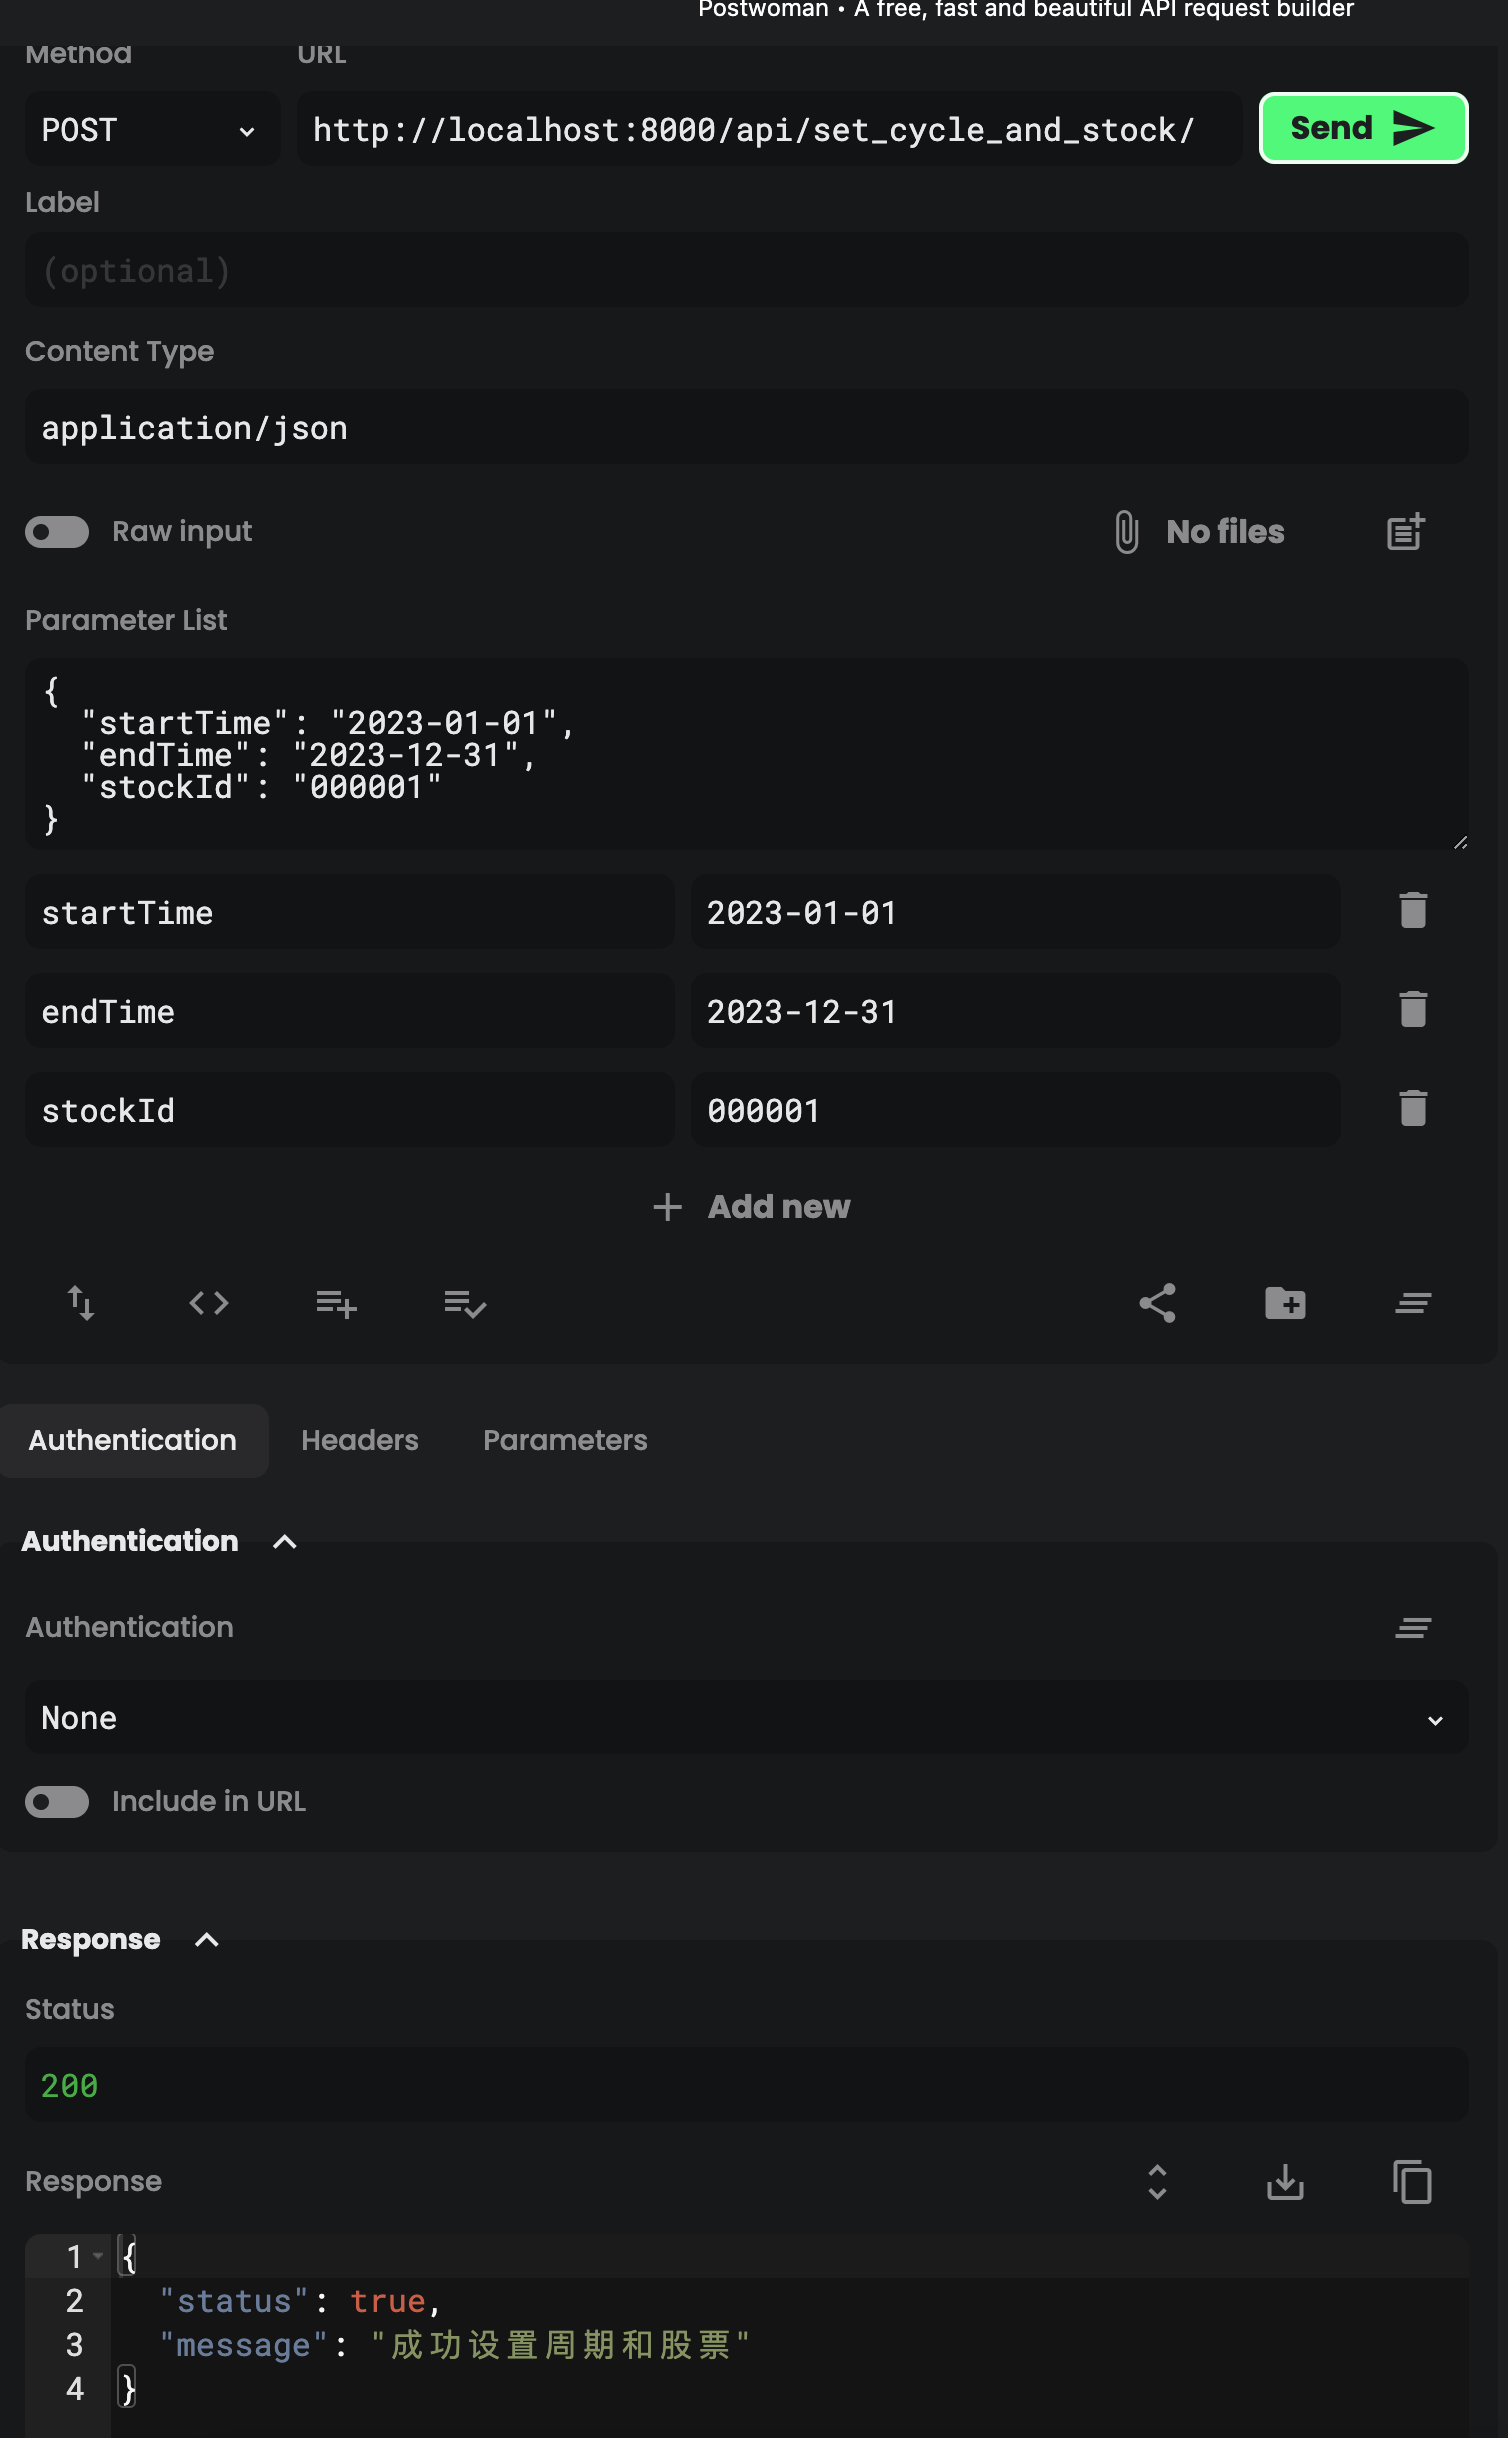 Postwoman • A free, fast and beautiful API request builder
Method URL
POST http://localhost:8000/api/set_cycle_and_stock/ Send
Label
(optional)
Content Type
application/json
Raw input No files
Parameter List
{
  "startTime": "2023-01-01",
  "endTime": "2023-12-31",
  "stockId": "000001"
}
startTime 2023-01-01
endTime 2023-12-31
stockId 000001
Add new
Authentication Headers Parameters
Authentication
Authentication
None
Include in URL
Response
Status
200
Response
1 {
2   "status": true,
3   "message": "成功设置周期和股票"
4 }